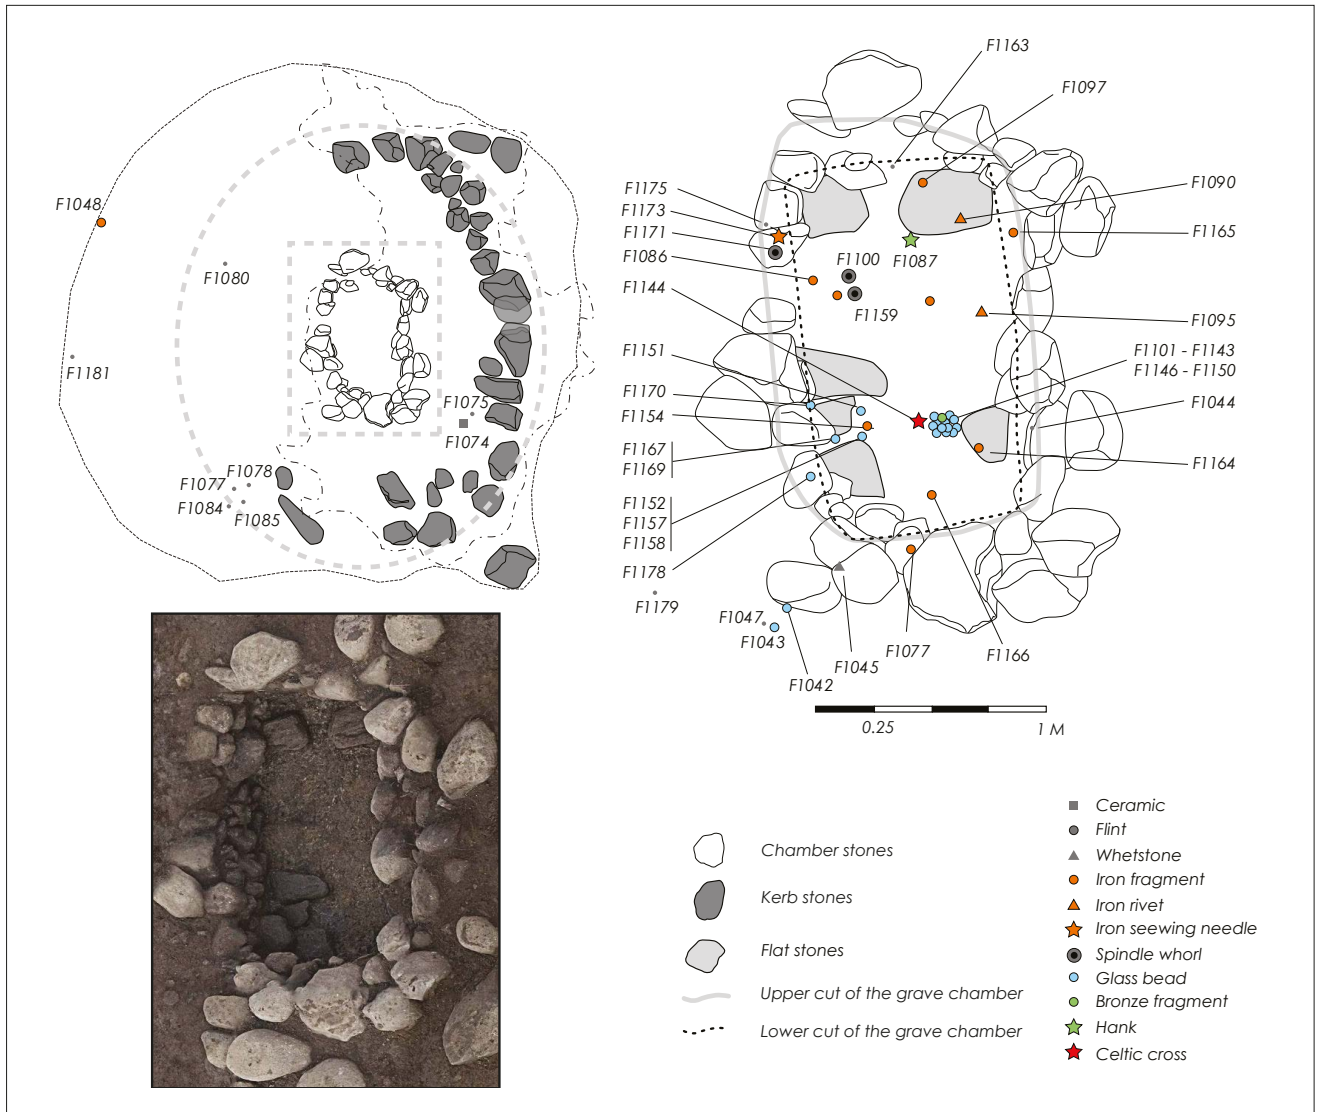 F1048
F1080
F1181
F1075
F1074
F1078
F1077
F1084
F1085
F1163
F1097
F1175
F1173
F1171
F1086
F1144
F1151
F1170
F1154
F1167
F1169
F1152
F1157
F1158
F1178
F1179
F1047
F1043
F1042
F1045
F1077
F1166
F1100
F1087
F1159
F1090
F1165
F1095
F1101 - F1143
F1146 - F1150
F1044
F1164
0.25 1 M
Chamber stones
Kerb stones
Flat stones
Upper cut of the grave chamber
Lower cut of the grave chamber
Ceramic
Flint
Whetstone
Iron fragment
Iron rivet
Iron seewing needle
Spindle whorl
Glass bead
Bronze fragment
Hank
Celtic cross